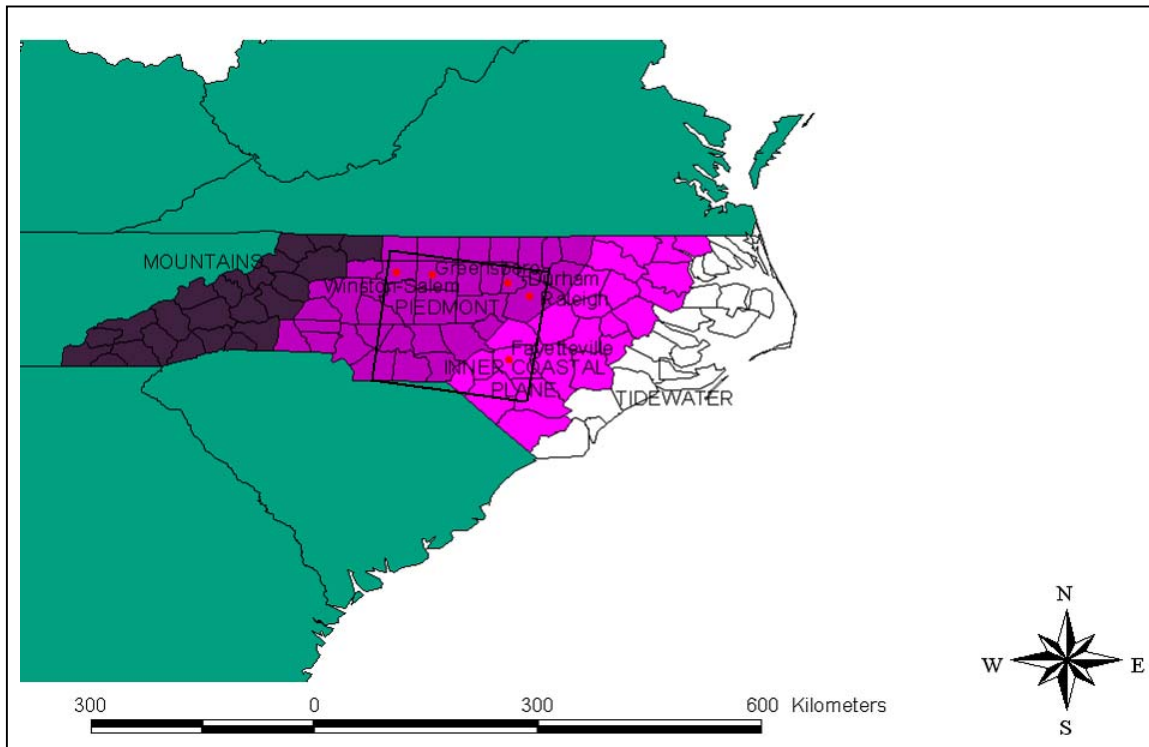 MOUNTAINS
Greensboro
Winston-Salem
Durham
PIEDMONT
Raleigh
Fayetteville
INNER COASTAL
PLANE
TIDEWATER
N
W
E
S
300
0
300
600 Kilometers